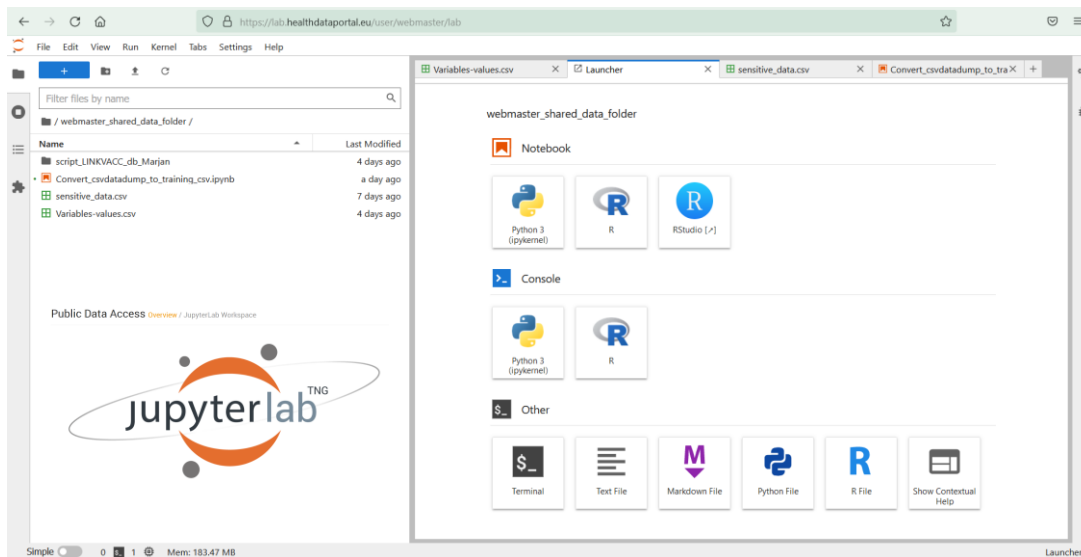 https://lab.healthdataportal.eu/user/webmaster/lab
File Edit View Run Kernel Tabs Settings Help
+
Filter files by name
/ webmaster_shared_data_folder /
Name Last Modified
script_LINKVACC_db_Marjan 4 days ago
Convert_csvdatadump_to_training_csv.ipynb a day ago
sensitive_data.csv 7 days ago
Variables-values.csv 4 days ago
Public Data Access Overview / JupyterLab Workspace
jupyterlab TNG
Simple 0 $_ 1 Mem: 183.47 MB
Variables-values.csv Launcher sensitive_data.csv Convert_csvdatadump_to_tra +
webmaster_shared_data_folder
Notebook
Python 3 (ipykernel)
R
RStudio [↗]
Console
Python 3 (ipykernel)
R
$_ Other
$_ Terminal
Text File
M Markdown File
Python File
R R File
Show Contextual Help
Launcher